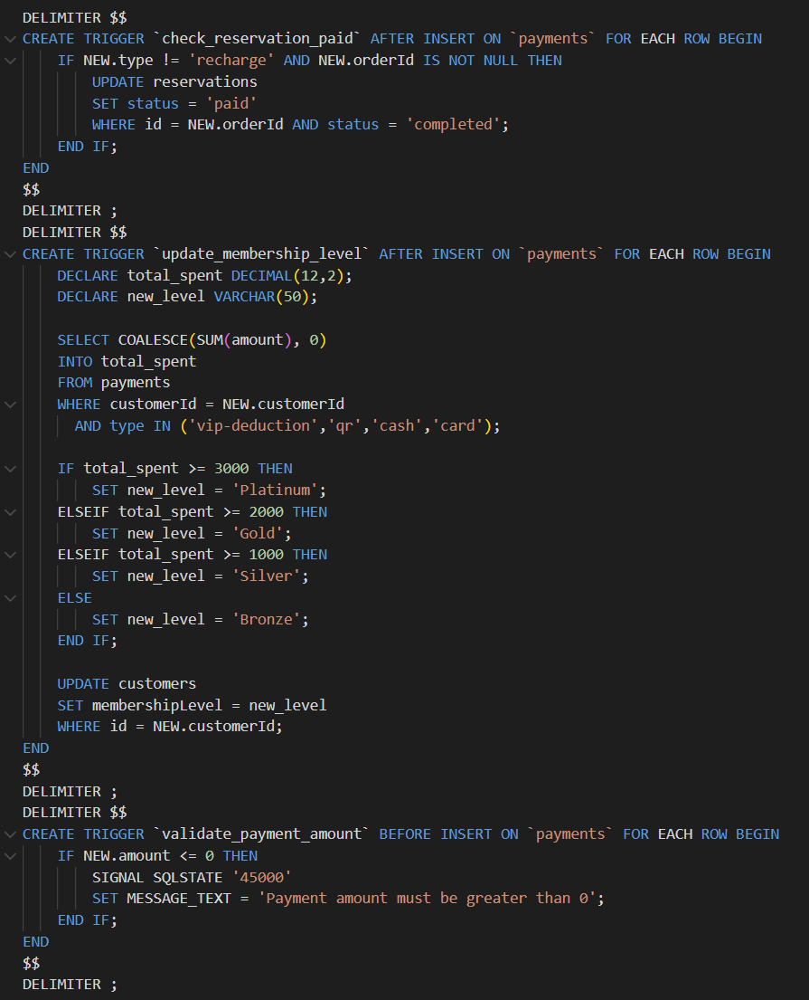 DELIMITER $$
CREATE TRIGGER `check_reservation_paid` AFTER INSERT ON `payments` FOR EACH ROW BEGIN
IF NEW.type != 'recharge' AND NEW.orderId IS NOT NULL THEN
UPDATE reservations
SET status = 'paid'
WHERE id = NEW.orderId AND status = 'completed';
END IF;
END
$$
DELIMITER ;
DELIMITER $$
CREATE TRIGGER `update_membership_level` AFTER INSERT ON `payments` FOR EACH ROW BEGIN
DECLARE total_spent DECIMAL(12,2);
DECLARE new_level VARCHAR(50);
SELECT COALESCE(SUM(amount), 0)
INTO total_spent
FROM payments
WHERE customerId = NEW.customerId
AND type IN ('vip-deduction','qr','cash','card');
IF total_spent >= 3000 THEN
SET new_level = 'Platinum';
ELSEIF total_spent >= 2000 THEN
SET new_level = 'Gold';
ELSEIF total_spent >= 1000 THEN
SET new_level = 'Silver';
ELSE
SET new_level = 'Bronze';
END IF;
UPDATE customers
SET membershipLevel = new_level
WHERE id = NEW.customerId;
END
$$
DELIMITER ;
DELIMITER $$
CREATE TRIGGER `validate_payment_amount` BEFORE INSERT ON `payments` FOR EACH ROW BEGIN
IF NEW.amount <= 0 THEN
SIGNAL SQLSTATE '45000'
SET MESSAGE_TEXT = 'Payment amount must be greater than 0';
END IF;
END
$$
DELIMITER ;